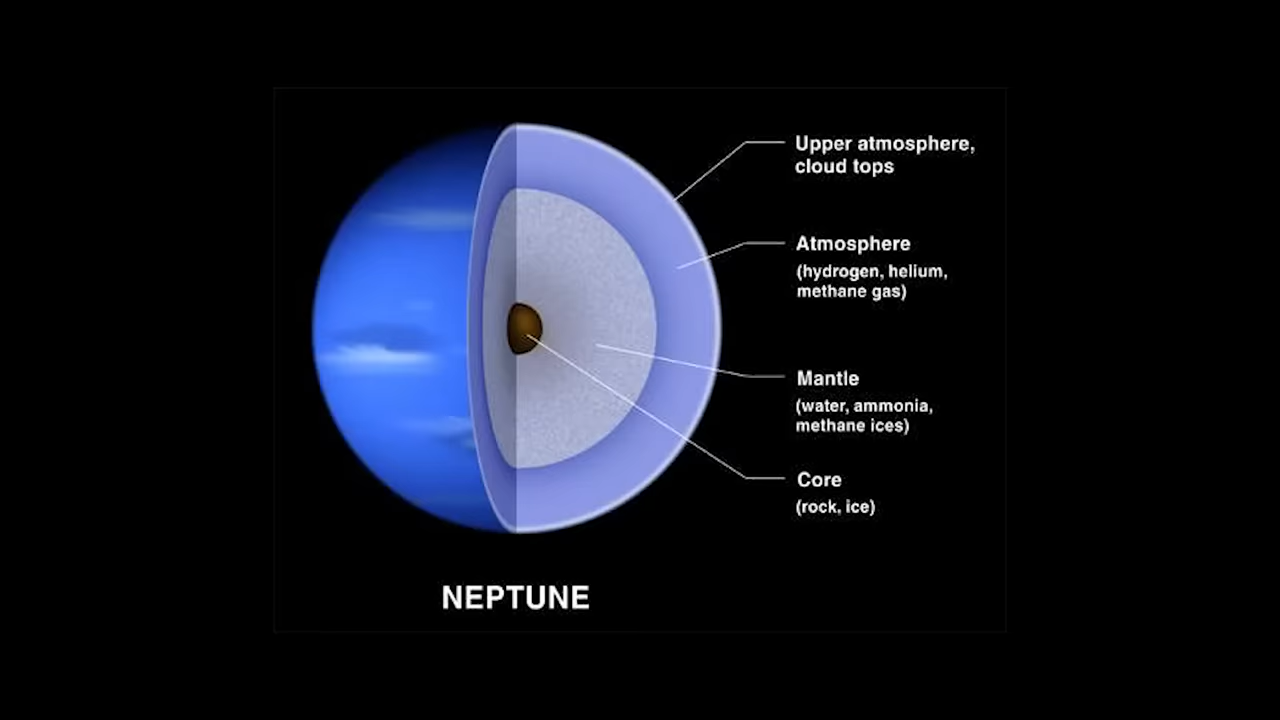 Upper atmosphere,
cloud tops
Atmosphere
(hydrogen, helium,
methane gas)
Mantle
(water, ammonia,
methane ices)
Core
(rock, ice)
NEPTUNE